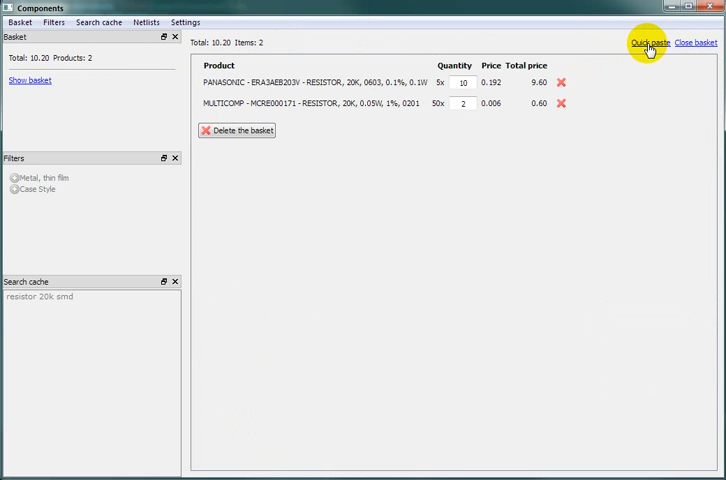 Components
Basket Filters Search cache Netlists Settings
Basket
Total: 10.20 Products: 2
Show basket
Filters
Metal, thin film
Case Style
Search cache
resistor 20k smd
Total: 10.20 Items: 2
Quick paste Close basket
Product Quantity Price Total price
PANASONIC - ERA3AEB203V - RESISTOR, 20K, 0603, 0.1%, 0.1W 5x 10 0.192 9.60
MULTICOMP - MCRE000171 - RESISTOR, 20K, 0.05W, 1%, 0201 50x 2 0.006 0.60
Delete the basket